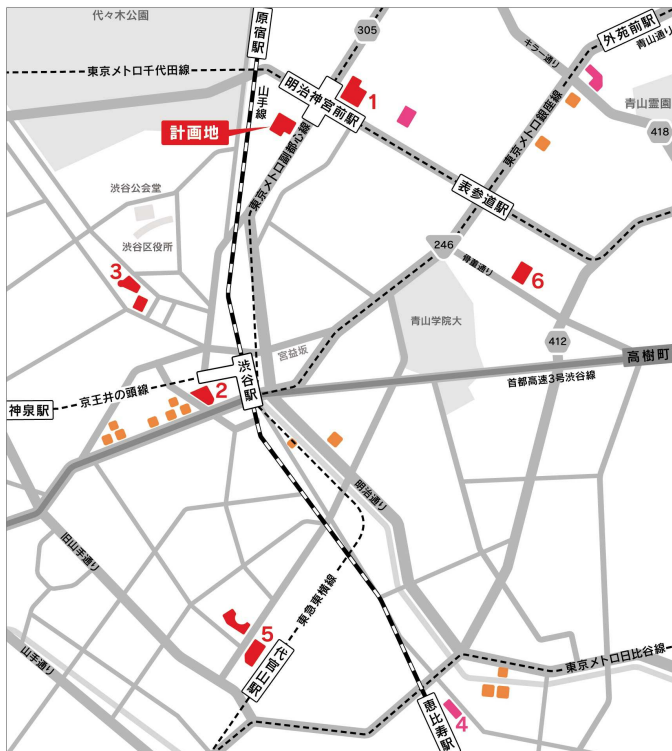 代々木公園
原宿駅
305
外苑前駅
青山通り
キラー通り
東京メトロ千代田線
山手線
明治神宮前駅
1
東京メトロ銀座線
青山霊園
418
計画地
東京メトロ副都心線
表参道駅
渋谷公会堂
渋谷区役所
246
骨董通り
3
6
青山学院大
412
宮益坂
高樹町
渋谷駅
首都高速3号渋谷線
京王井の頭線
神泉駅
2
明治通り
旧山手通り
東急東横線
5
代官山駅
山手通り
東京メトロ日比谷線
恵比寿駅
4